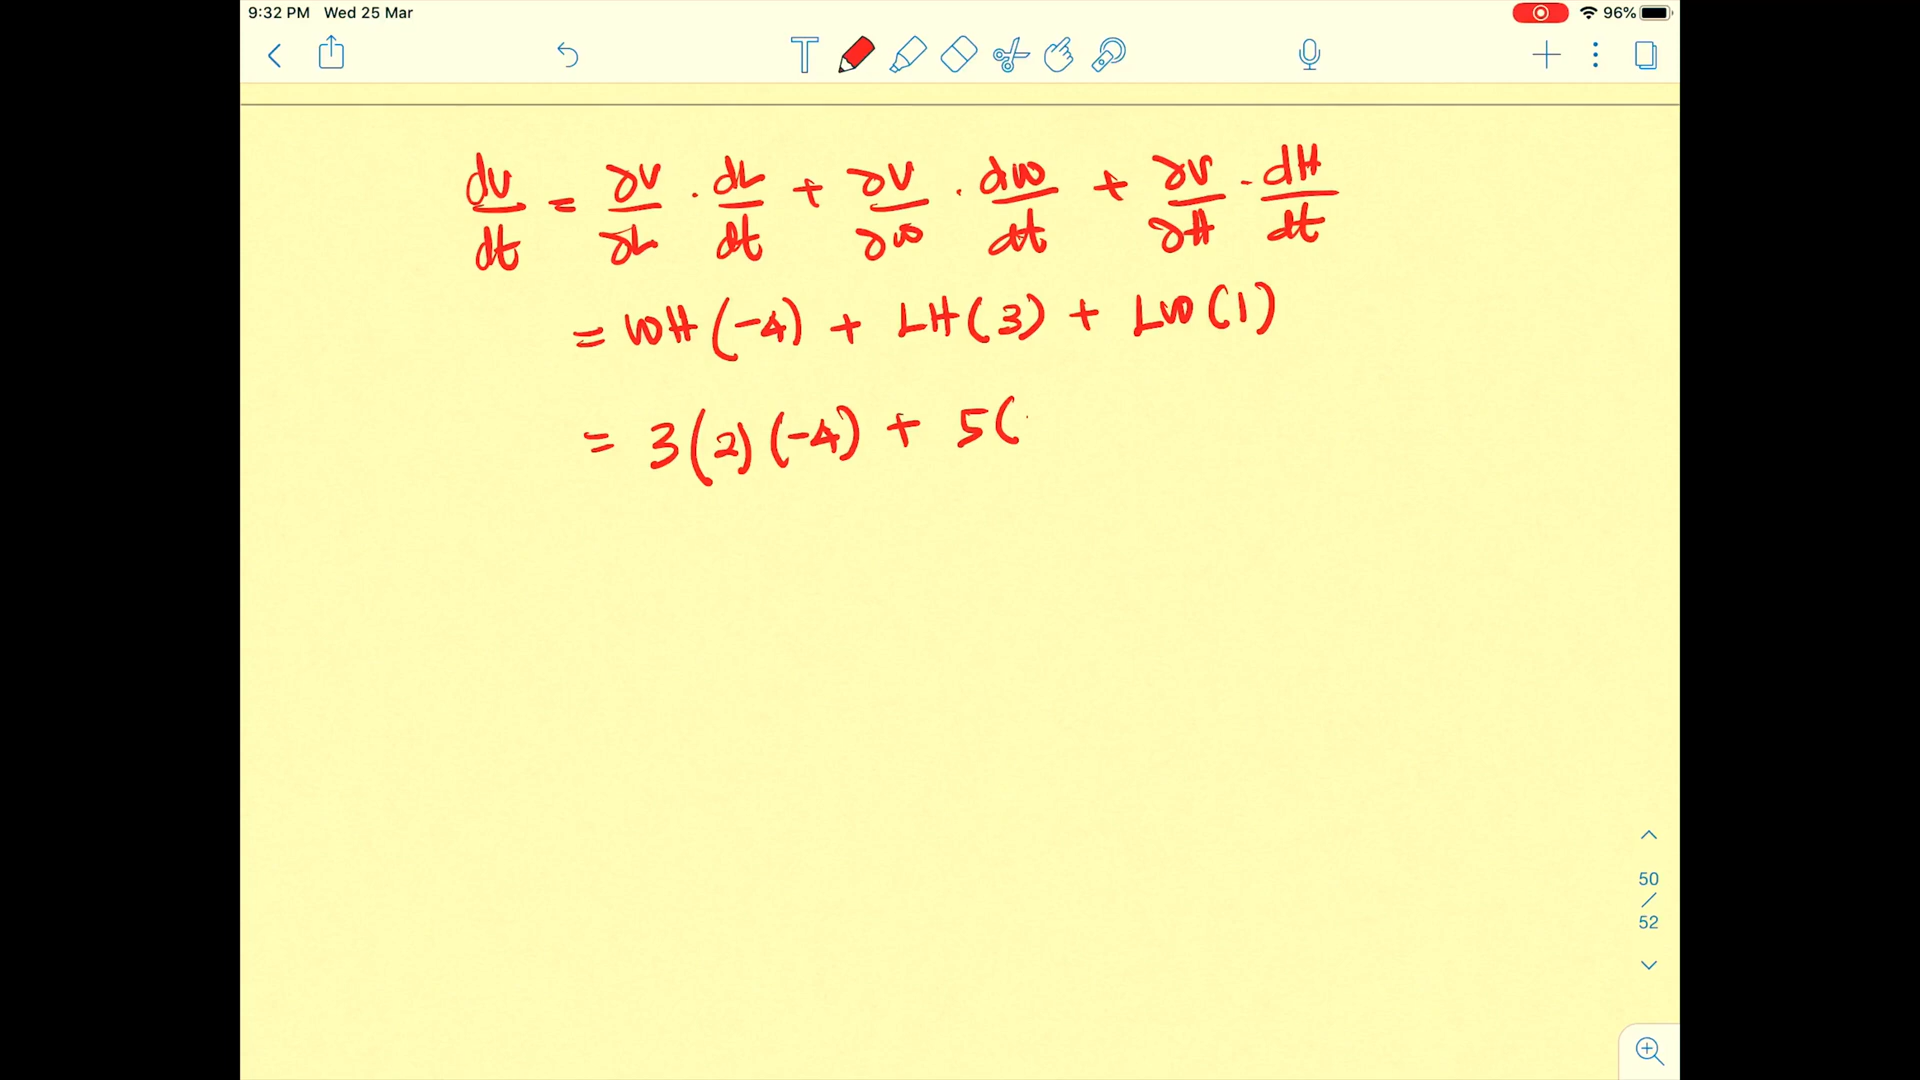 9:32 PM Wed 25 Mar 96%
T
dV/dt = ∂V/∂L · dL/dt + ∂V/∂W · dW/dt + ∂V/∂H · dH/dt
= WH(-4) + LH(3) + LW(1)
= 3(2)(-4) + 5(
50
/
52